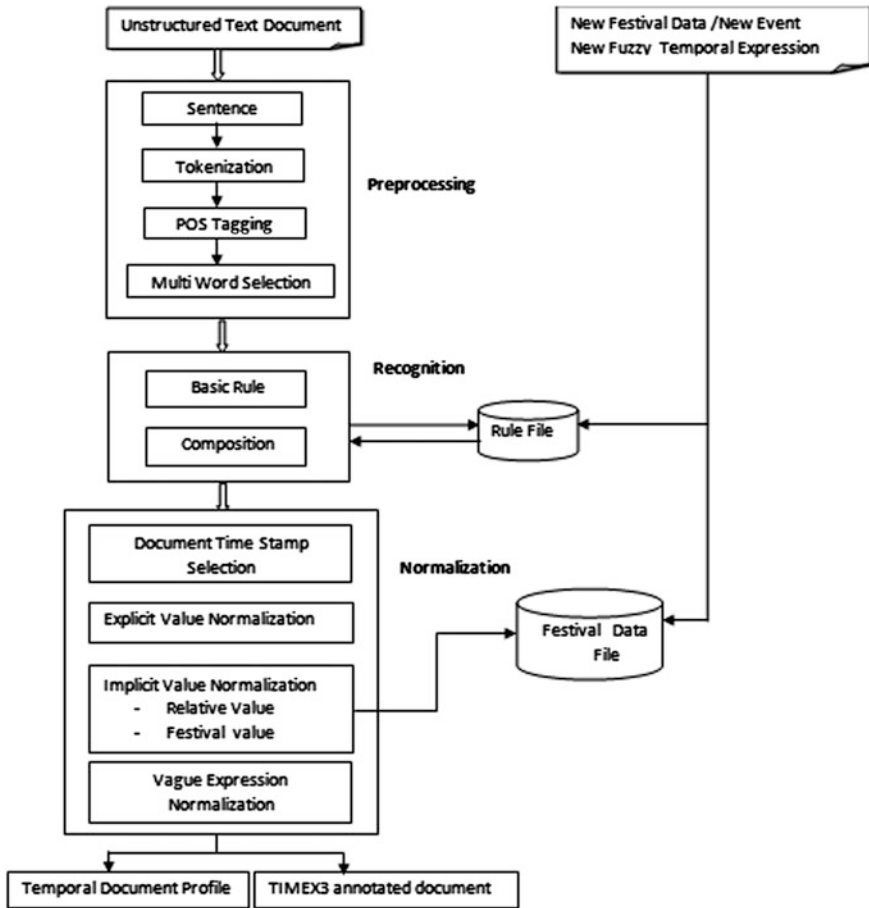 Unstructured Text Document
New Festival Data /New Event
New Fuzzy Temporal Expression
Sentence
Tokenization
POS Tagging
Multi Word Selection
Preprocessing
Recognition
Basic Rule
Composition
Rule File
Document Time Stamp
Selection
Normalization
Explicit Value Normalization
Festival Data
File
Implicit Value Normalization
- Relative Value
- Festival value
Vague Expression
Normalization
Temporal Document Profile
TIMEX3 annotated document